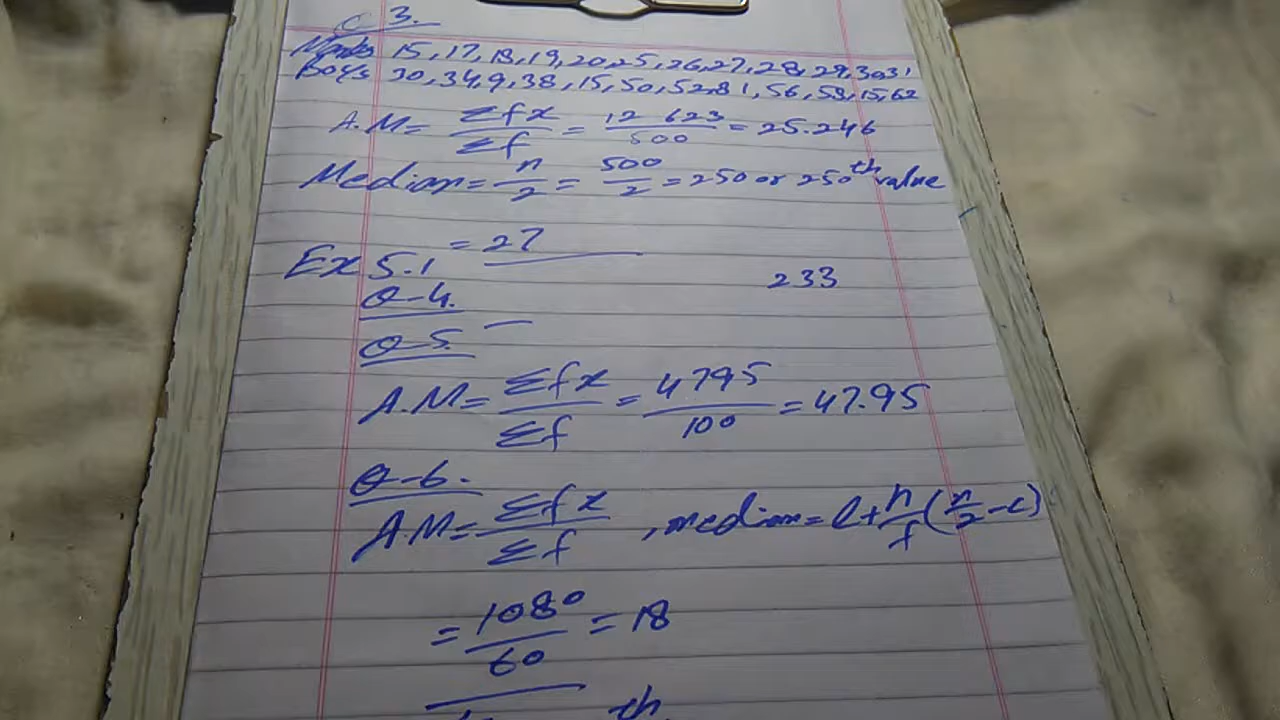 Q 3.
Marks 15, 17, 18, 19, 20, 25, 26, 27, 28, 29, 30 31
Boys 30, 34, 9, 38, 15, 50, 52, 81, 56, 58, 15, 62
A.M = Σfx / Σf = 12 623 / 500 = 25.246
Median = n/2 = 500/2 = 250 or 250th value
= 27
Ex 5.1
233
Q-4.
Q-5.
A.M = Σfx / Σf = 4795 / 100 = 47.95
Q-6.
A.M = Σfx / Σf , median = l + h/f (n/2 - c)
= 1080 / 60 = 18
th